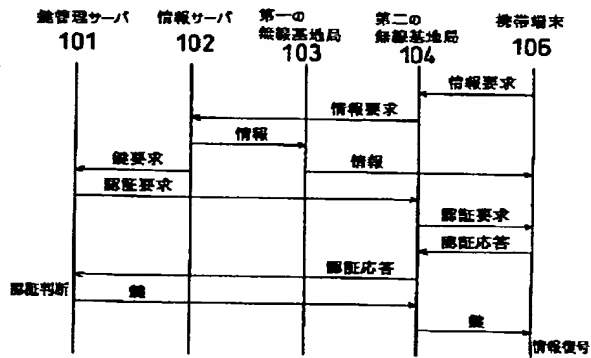 鍵管理サーバ
101
情報サーバ
102
第一の
無線基地局
103
第二の
無線基地局
104
携帯端末
106
情報要求
情報要求
情報
鍵要求
情報
認証要求
認証要求
認証応答
認証応答
認証判断
鍵
鍵
情報復号